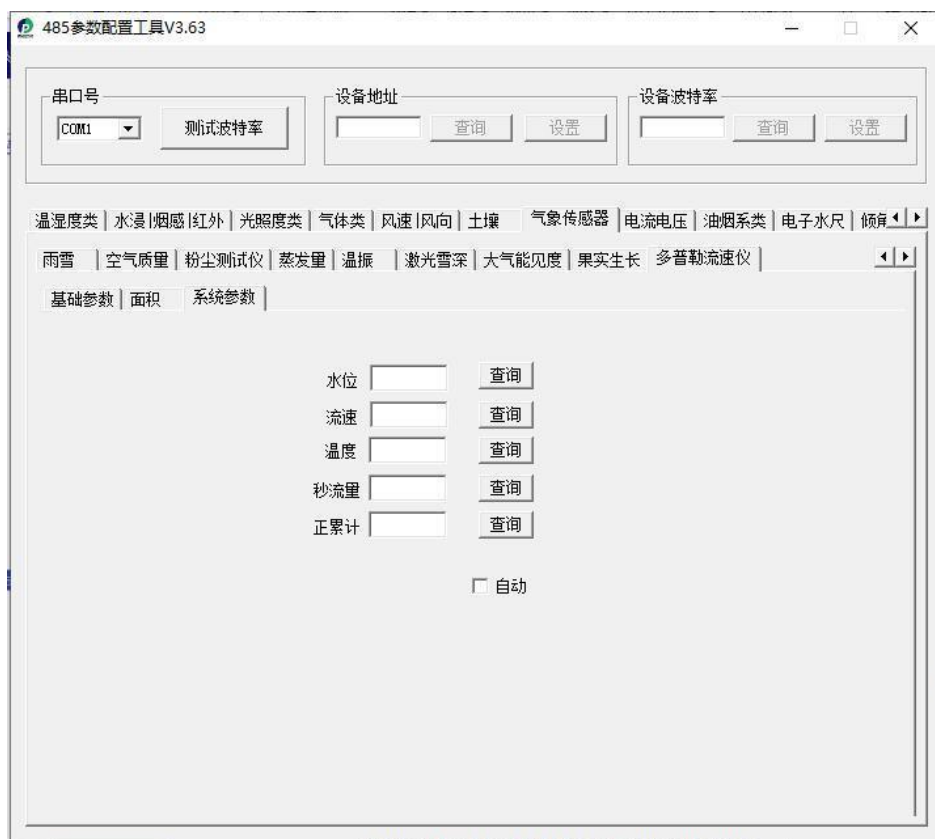 485参数配置工具V3.63
串口号 设备地址 设备波特率
COM1 测试波特率 查询 设置 查询 设置
温湿度类 水浸|烟感|红外 光照度类 气体类 风速|风向 土壤 气象传感器 电流电压 油烟系类 电子水尺
雨雪 空气质量 粉尘测试仪 蒸发量 温振 激光雪深 大气能见度 果实生长 多普勒流速仪
基础参数 面积 系统参数
水位 查询
流速 查询
温度 查询
秒流量 查询
正累计 查询
自动